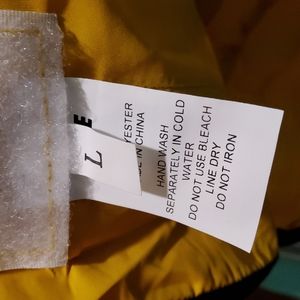 E
L
HAND WASH
SEPARATELY IN COLD
WATER
DO NOT USE BLEACH
LINE DRY
DO NOT IRON